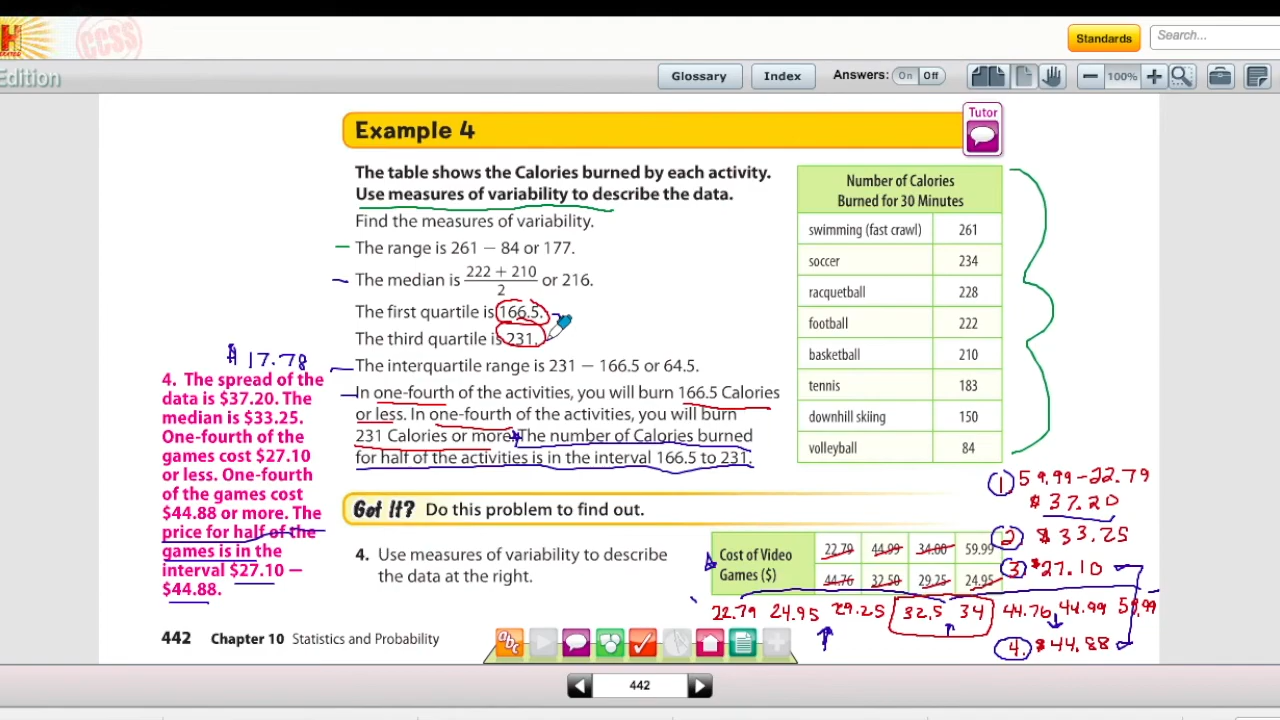 H
CCSS
Standards
Search...
Edition
Glossary
Index
Answers: On Off
100%
Example 4
Tutor
The table shows the Calories burned by each activity.
Use measures of variability to describe the data.
Find the measures of variability.
The range is 261 − 84 or 177.
The median is (222 + 210)/2 or 216.
The first quartile is 166.5.
The third quartile is 231.
The interquartile range is 231 − 166.5 or 64.5.
In one-fourth of the activities, you will burn 166.5 Calories
or less. In one-fourth of the activities, you will burn
231 Calories or more. The number of Calories burned
for half of the activities is in the interval 166.5 to 231.
Number of Calories
Burned for 30 Minutes
swimming (fast crawl) 261
soccer 234
racquetball 228
football 222
basketball 210
tennis 183
downhill skiing 150
volleyball 84
$17.78
4. The spread of the
data is $37.20. The
median is $33.25.
One-fourth of the
games cost $27.10
or less. One-fourth
of the games cost
$44.88 or more. The
price for half of the
games is in the
interval $27.10 —
$44.88.
Got It? Do this problem to find out.
4. Use measures of variability to describe
the data at the right.
Cost of Video
Games ($)
22.79 44.99 34.00 59.99
44.76 32.50 29.25 24.95
22.79 24.95 29.25 32.5 34 44.76 44.99 59.99
1 59.99-22.79
$37.20
2 $33.25
3 $27.10
4. $44.88
442 Chapter 10 Statistics and Probability
abc
442